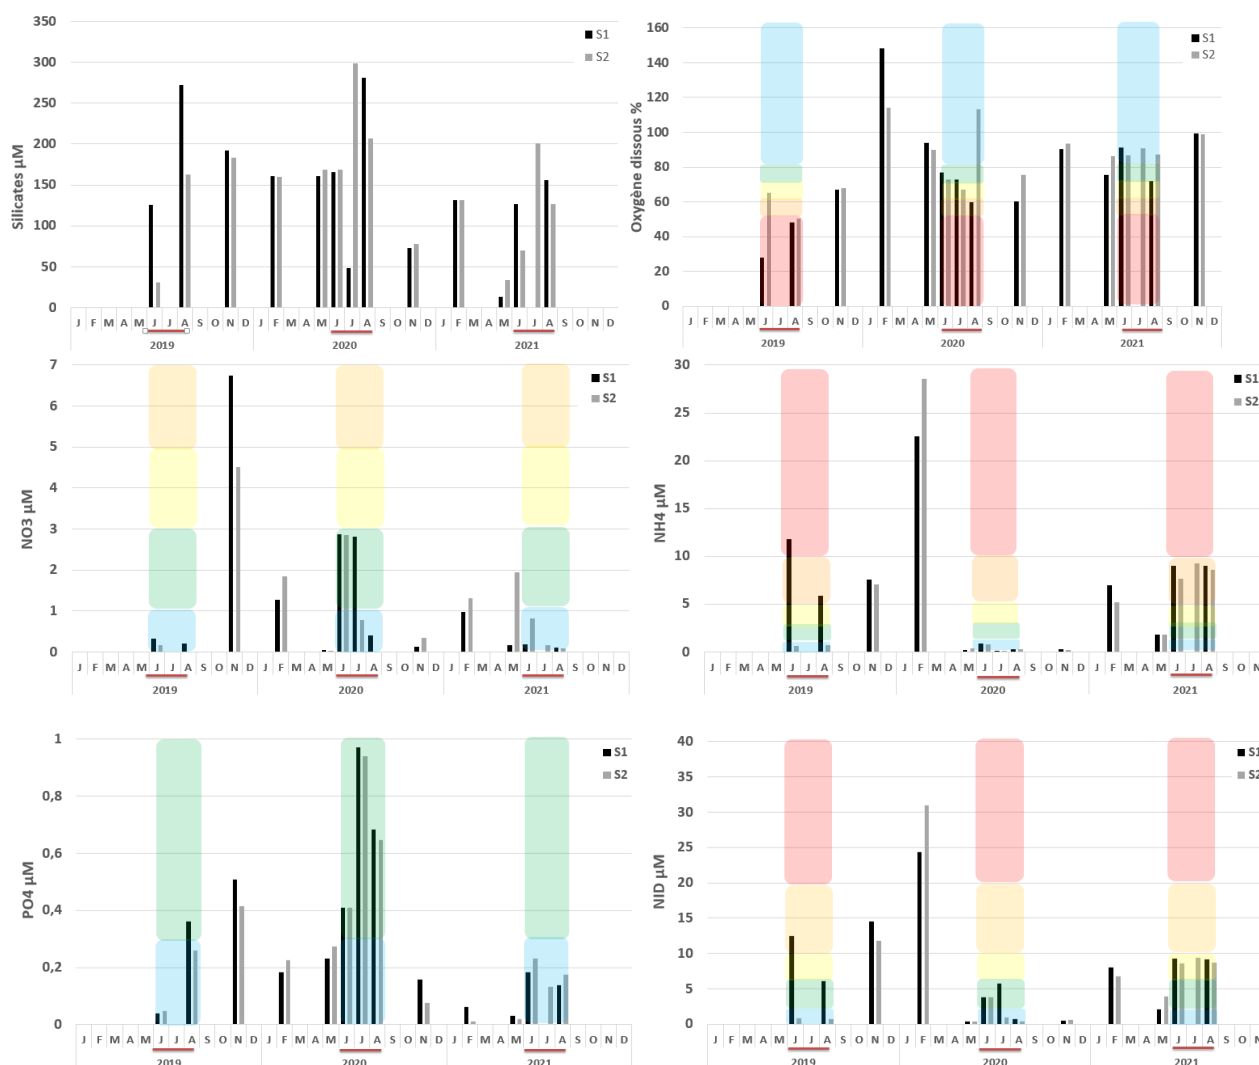 350
300
250
200
150
100
50
0
Silicates µM
S1
S2
J F M A M J J A S O N D J F M A M J J A S O N D J F M A M J J A S O N D
2019 2020 2021
160
140
120
100
80
60
40
20
0
Oxygène dissous %
S1
S2
J F M A M J J A S O N D J F M A M J J A S O N D J F M A M J J A S O N D
2019 2020 2021
7
6
5
4
3
2
1
0
NO3 µM
S1
S2
J F M A M J J A S O N D J F M A M J J A S O N D J F M A M J J A S O N D
2019 2020 2021
30
25
20
15
10
5
0
NH4 µM
S1
S2
J F M A M J J A S O N D J F M A M J J A S O N D J F M A M J J A S O N
2019 2020 2021
1
0,8
0,6
0,4
0,2
0
PO4 µM
S1
S2
J F M A M J J A S O N D J F M A M J J A S O N D J F M A M J J A S O N D
2019 2020 2021
40
35
30
25
20
15
10
5
0
NID µM
S1
S2
J F M A M J J A S O N D J F M A M J J A S O N D J F M A M J J A S O N
2019 2020 2021